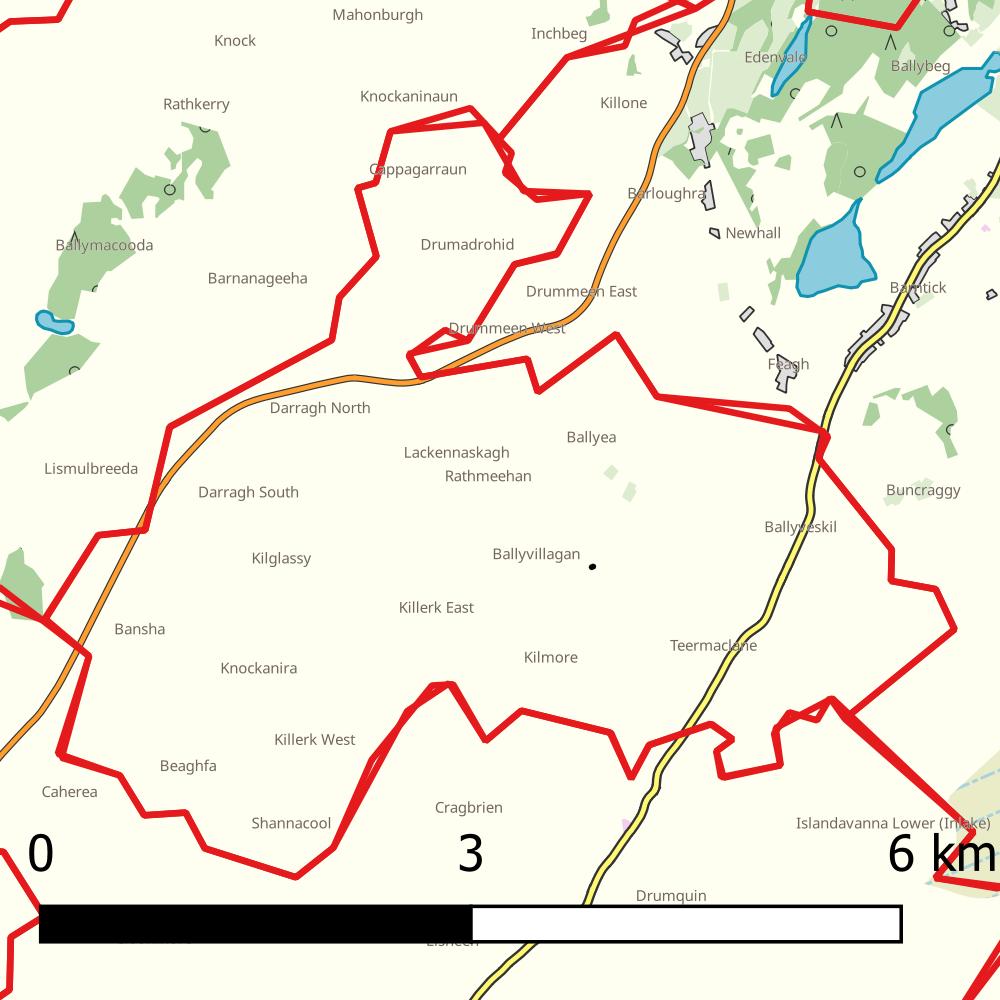 Mahonburgh
Inchbeg
Knock
Edenvale
Ballybeg
Knockaninaun
Rathkerry
Killone
Cappagarraun
Barloughra
Newhall
Ballymacooda
Drumadrohid
Barnanageeha
Drummeen East
Barntick
Drummeen West
Feagh
Darragh North
Ballyea
Lackennaskagh
Lismulbreeda
Rathmeehan
Darragh South
Buncraggy
Ballyveskil
Kilglassy
Ballyvillagan
Killerk East
Bansha
Teermaclane
Knockanira
Kilmore
Killerk West
Beaghfa
Caherea
Cragbrien
Shannacool
Islandavanna Lower (Intake)
0 3 6 km
Drumquin
Lisheen